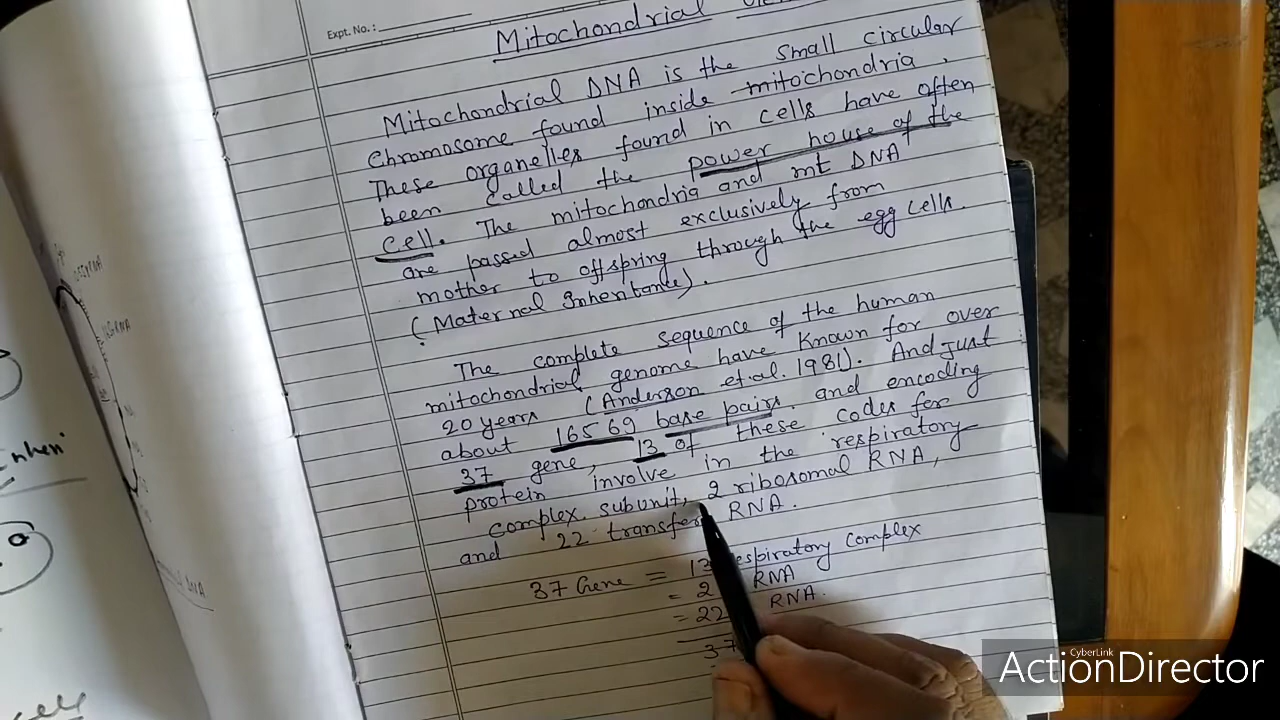 Expt. No. :
Mitochondrial
Mitochondrial DNA is the small circular
Chromosome found inside mitochondria.
These organelles found in cells have often
been called the power house of the
cell. The mitochondria and mt DNA
are passed almost exclusively from
mother to offspring through the egg cells.
(Maternal Inheritance).
The complete sequence of the human
mitochondrial genome have known for over
20 years (Anderson et al. 1981). And just
about 16569 base pairs. and encoding
37 gene, 13 of these codes for
protein involve in the respiratory
complex subunit, 2 ribosomal RNA,
and 22 transfer RNA.
37 Gene = 13 respiratory complex
= 2 RNA
= 22 RNA.
37
CyberLink
ActionDirector